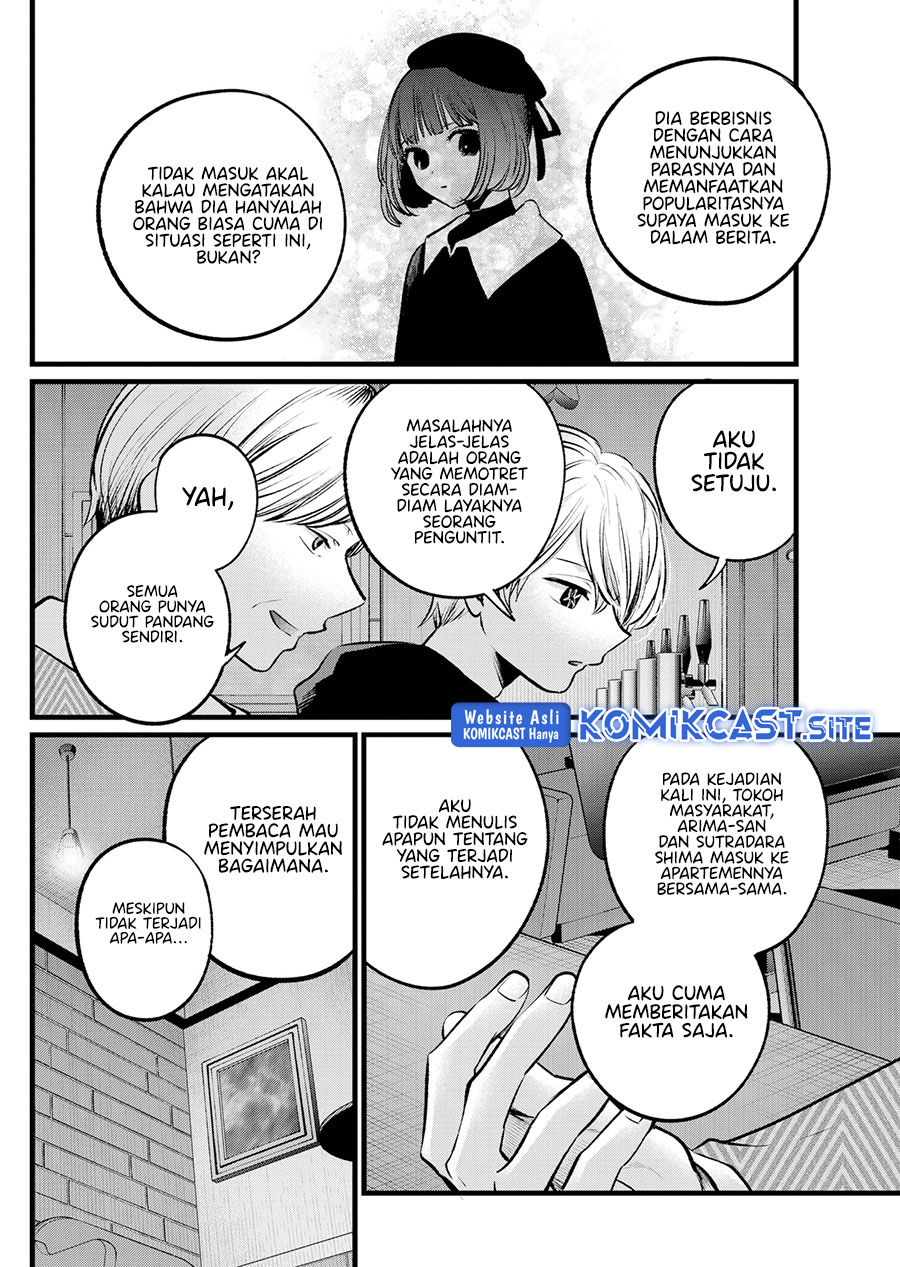 DIA BERBISNIS
DENGAN CARA
MENUNJUKKAN
PARASNYA DAN
MEMANFAATKAN
POPULARITASNYA
SUPAYA MASUK KE
DALAM BERITA.
TIDAK MASUK AKAL
KALAU MENGATAKAN
BAHWA DIA HANYALAH
ORANG BIASA CUMA DI
SITUASI SEPERTI INI,
BUKAN?
AKU
TIDAK
SETUJU.
MASALAHNYA
JELAS-JELAS
ADALAH ORANG
YANG MEMOTRET
SECARA DIAM-
DIAM LAYAKNYA
SEORANG
PENGUNTIT.
YAH,
SEMUA
ORANG PUNYA
SUDUT PANDANG
SENDIRI.
Website Asli
KOMIKCAST Hanya
KOMIKCAST.SITE
PADA KEJADIAN
KALI INI, TOKOH
MASYARAKAT,
ARIMA-SAN
DAN SUTRADARA
SHIMA MASUK KE
APARTEMENNYA
BERSAMA-SAMA.
AKU CUMA
MEMBERITAKAN
FAKTA SAJA.
AKU
TIDAK MENULIS
APAPUN TENTANG
YANG TERJADI
SETELAHNYA.
TERSERAH
PEMBACA MAU
MENYIMPULKAN
BAGAIMANA.
MESKIPUN
TIDAK TERJADI
APA-APA...